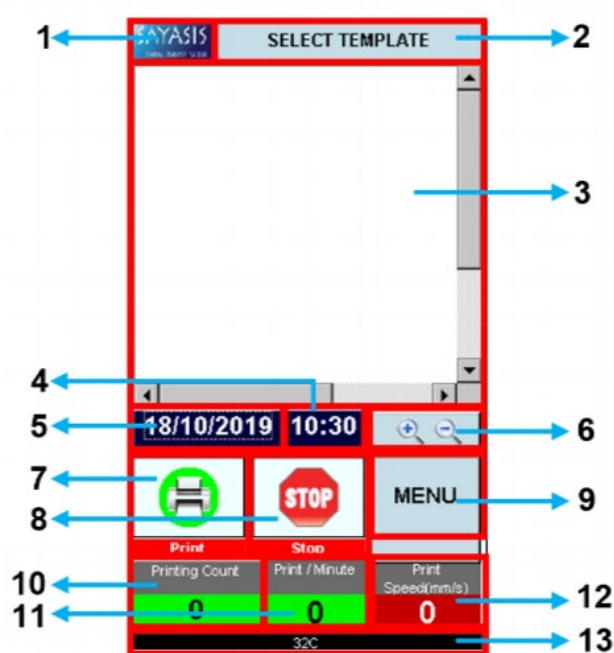 1
SAYASIS
SELECT TEMPLATE
2
3
4
5
18/10/2019
10:30
6
7
STOP
MENU
8
9
Print
Stop
Printing Count
Print / Minute
Print
Speed(mm/s)
10
11
0
0
0
12
32C
13